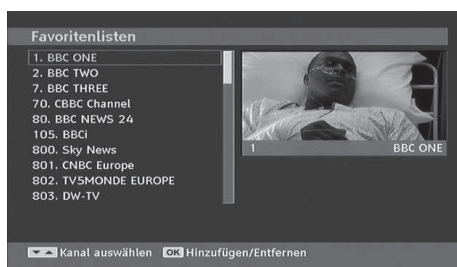 Favoritenlisten
1. BBC ONE
2. BBC TWO
7. BBC THREE
70. CBBC Channel
80. BBC NEWS 24
105. BBCi
800. Sky News
801. CNBC Europe
802. TV5MONDE EUROPE
803. DW-TV
1 BBC ONE
Kanal auswählen OK Hinzufügen/Entfernen